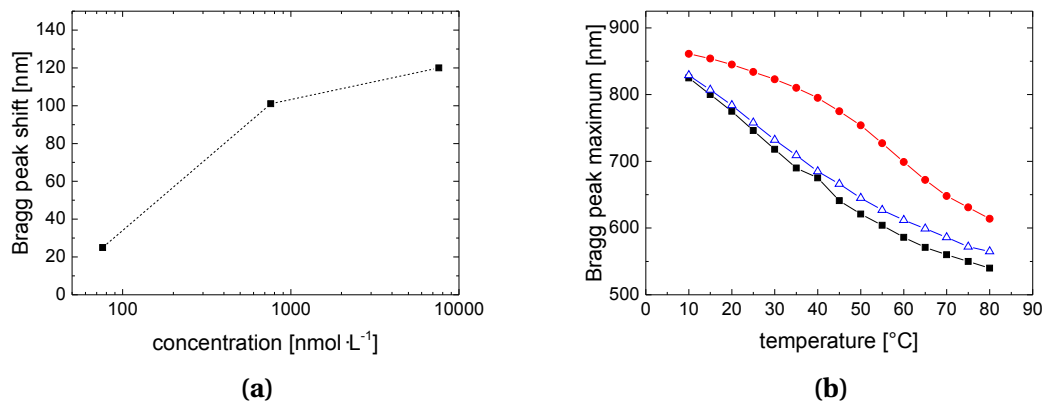 140
120
100
80
60
40
20
0
Bragg peak shift [nm]
100 1000 10000
concentration [nmol·L⁻¹]
(a)
900
800
700
600
500
Bragg peak maximum [nm]
0 10 20 30 40 50 60 70 80 90
temperature [°C]
(b)